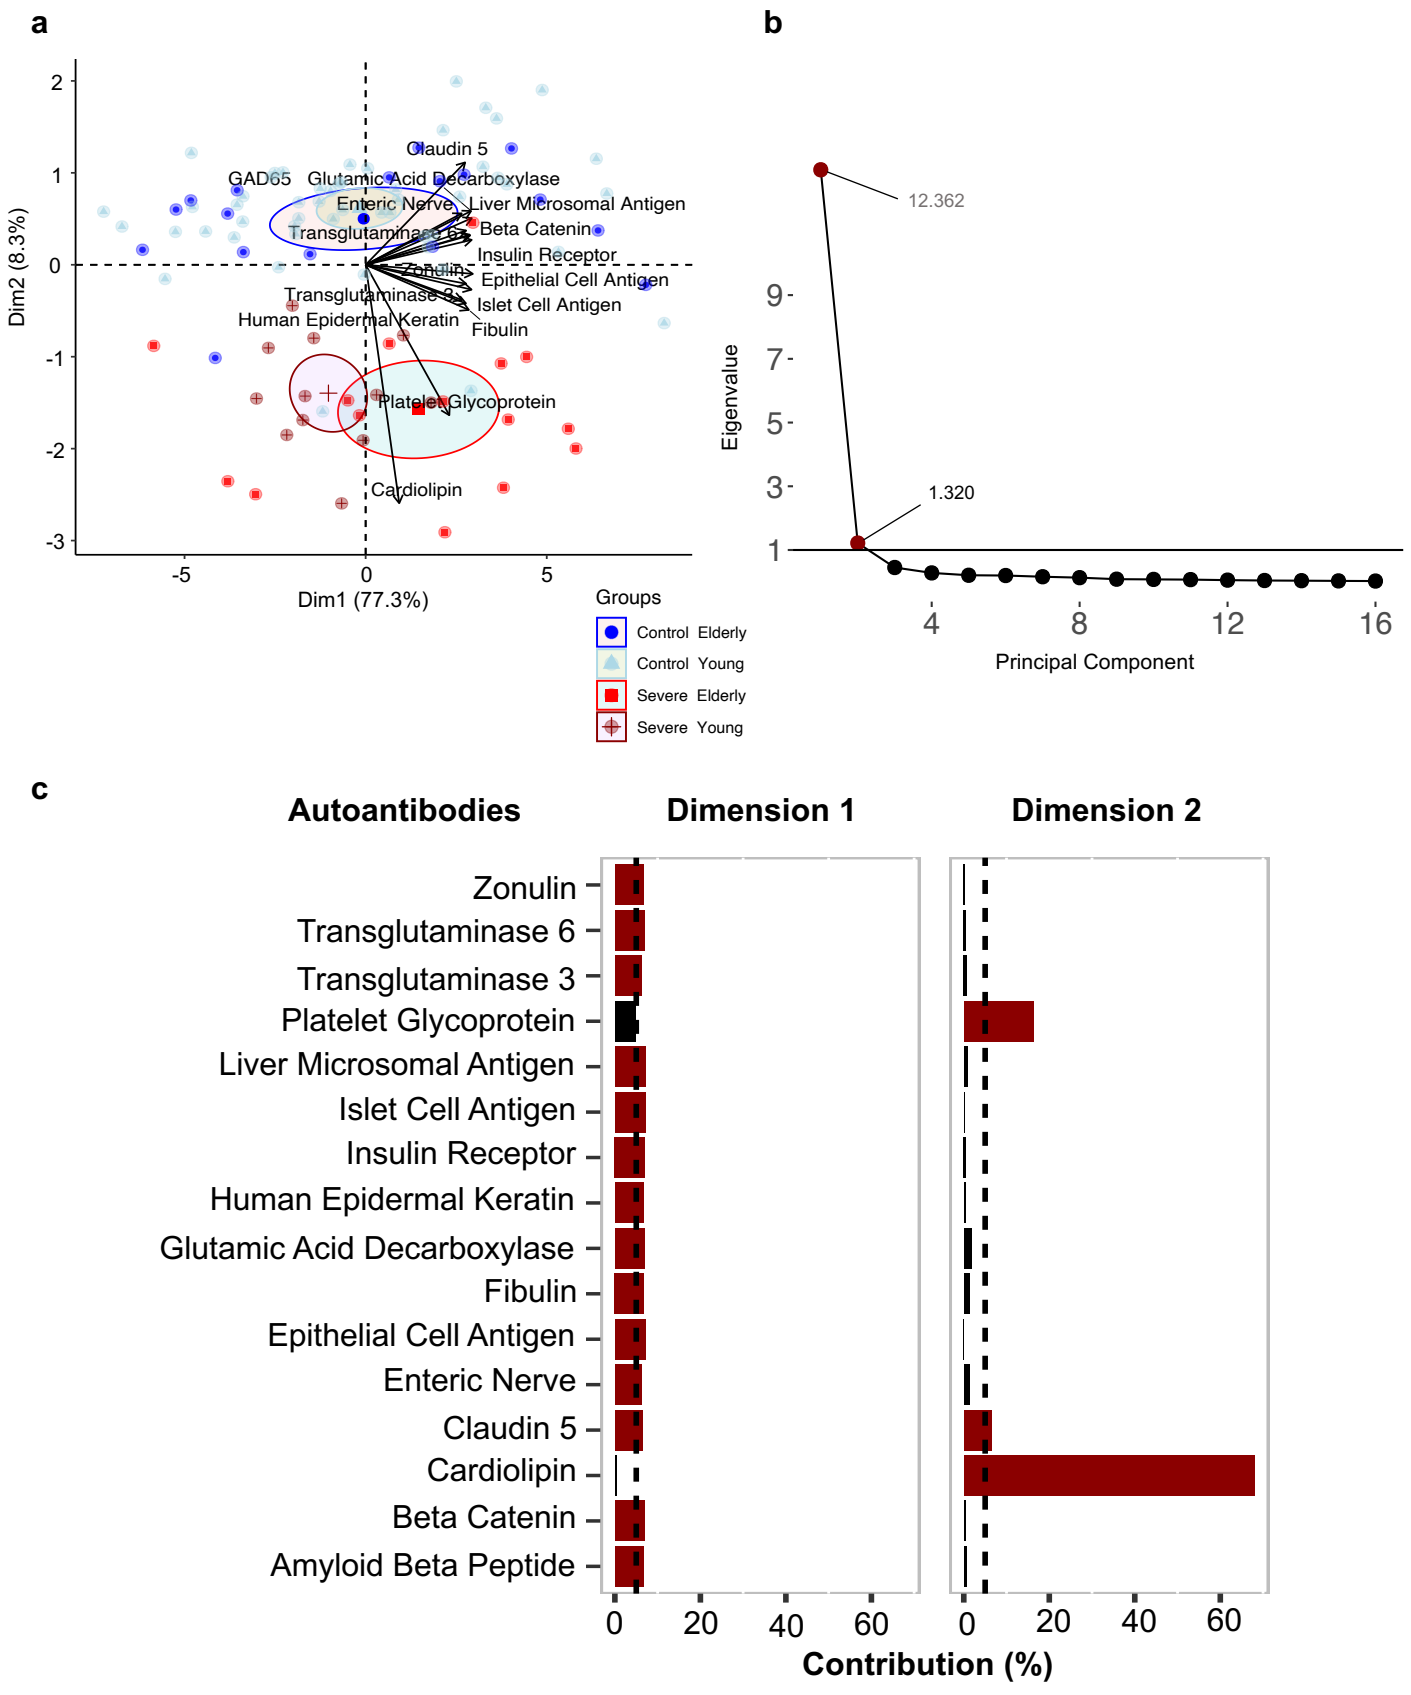 a
b
2
1
0
-1
-2
-3
Dim2 (8.3%)
-5
0
5
Dim1 (77.3%)
Claudin 5
GAD65
Glutamic Acid Decarboxylase
Enteric Nerve
Liver Microsomal Antigen
Transglutaminase 6
Beta Catenin
Insulin Receptor
Zonulin
Epithelial Cell Antigen
Transglutaminase 3
Islet Cell Antigen
Human Epidermal Keratin
Fibulin
Platelet Glycoprotein
Cardiolipin
Groups
Control Elderly
Control Young
Severe Elderly
Severe Young
12.362
1.320
Eigenvalue
9
7
5
3
1
4
8
12
16
Principal Component
c
Autoantibodies
Dimension 1
Dimension 2
Zonulin
Transglutaminase 6
Transglutaminase 3
Platelet Glycoprotein
Liver Microsomal Antigen
Islet Cell Antigen
Insulin Receptor
Human Epidermal Keratin
Glutamic Acid Decarboxylase
Fibulin
Epithelial Cell Antigen
Enteric Nerve
Claudin 5
Cardiolipin
Beta Catenin
Amyloid Beta Peptide
0
20
40
60
0
20
40
60
Contribution (%)